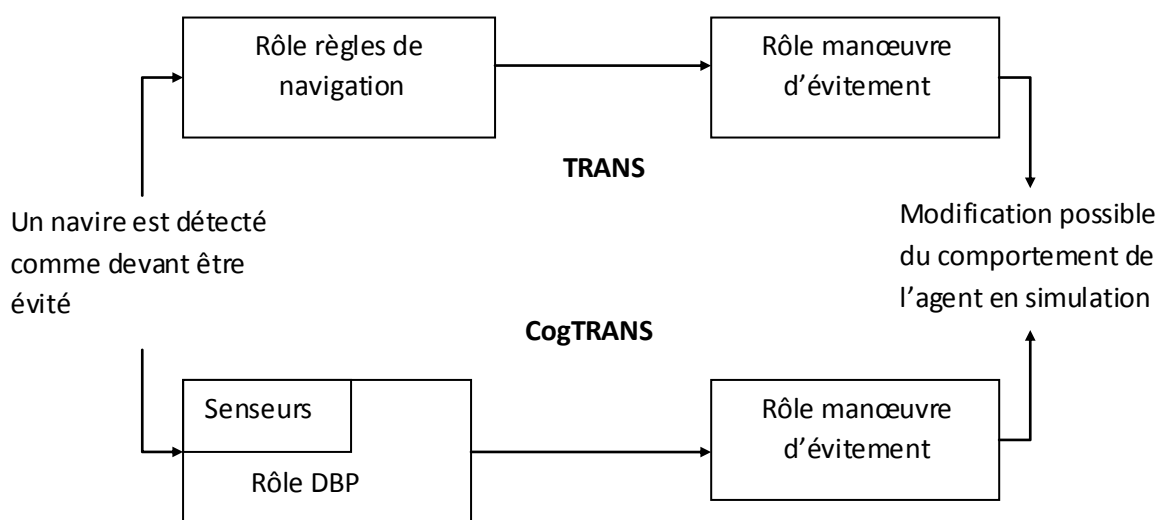 Rôle règles de
navigation
Rôle manœuvre
d’évitement
TRANS
Un navire est détecté
comme devant être
évité
Modification possible
du comportement de
l’agent en simulation
CogTRANS
Senseurs
Rôle DBP
Rôle manœuvre
d’évitement